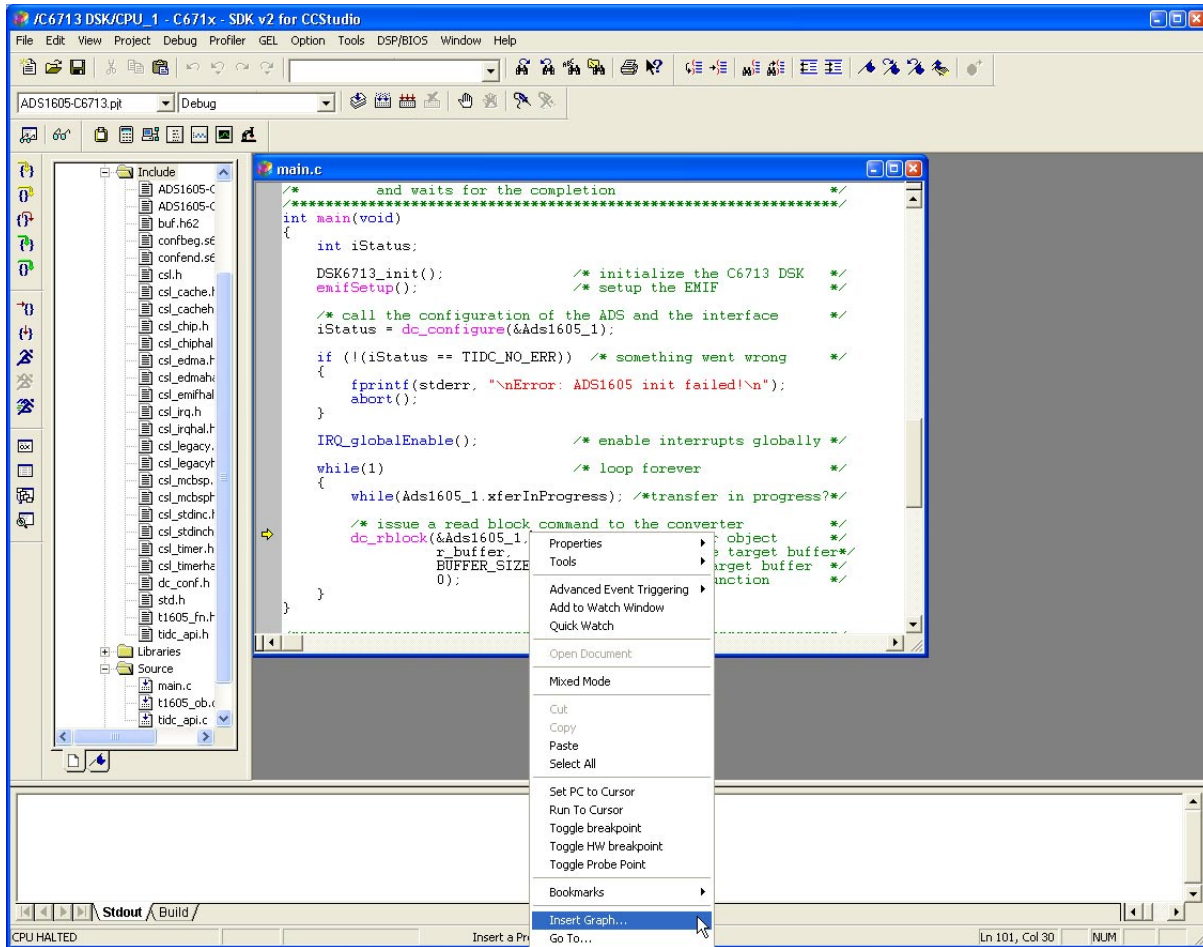 /C6713 DSK/CPU_1 - C671x - SDK v2 for CCStudio
File Edit View Project Debug Profiler GEL Option Tools DSP/BIOS Window Help
ADS1605-C6713.pjt Debug
Include
ADS1605-C
ADS1605-C
buf.h62
confbeg.s6
confend.s6
csl.h
csl_cache.h
csl_cacheh
csl_chip.h
csl_chiphal
csl_edma.h
csl_edmaha
csl_emifhal
csl_irq.h
csl_irqhal.h
csl_legacy.
csl_legacyh
csl_mcbsp.
csl_mcbsph
csl_stdinc.h
csl_stdinch
csl_timer.h
csl_timerha
dc_conf.h
std.h
t1605_fn.h
tidc_api.h
Libraries
Source
main.c
t1605_ob.c
tidc_api.c
main.c
/* and waits for the completion */
/******************************************************************/
int main(void)
{
int iStatus;
DSK6713_init(); /* initialize the C6713 DSK */
emifSetup(); /* setup the EMIF */
/* call the configuration of the ADS and the interface */
iStatus = dc_configure(&Ads1605_1);
if (!(iStatus == TIDC_NO_ERR)) /* something went wrong */
{
fprintf(stderr, "\nError: ADS1605 init failed!\n");
abort();
}
IRQ_globalEnable(); /* enable interrupts globally */
while(1) /* loop forever */
{
while(Ads1605_1.xferInProgress); /*transfer in progress?*/
/* issue a read block command to the converter */
dc_rblock(&Ads1605_1, object */
r_buffer, target buffer*/
BUFFER_SIZE target buffer */
0); */
}
}
Properties
Tools
Advanced Event Triggering
Add to Watch Window
Quick Watch
Open Document
Mixed Mode
Cut
Copy
Paste
Select All
Set PC to Cursor
Run To Cursor
Toggle breakpoint
Toggle HW breakpoint
Toggle Probe Point
Bookmarks
Insert Graph...
Go To...
Stdout Build
CPU HALTED Insert a Pr Ln 101, Col 30 NUM